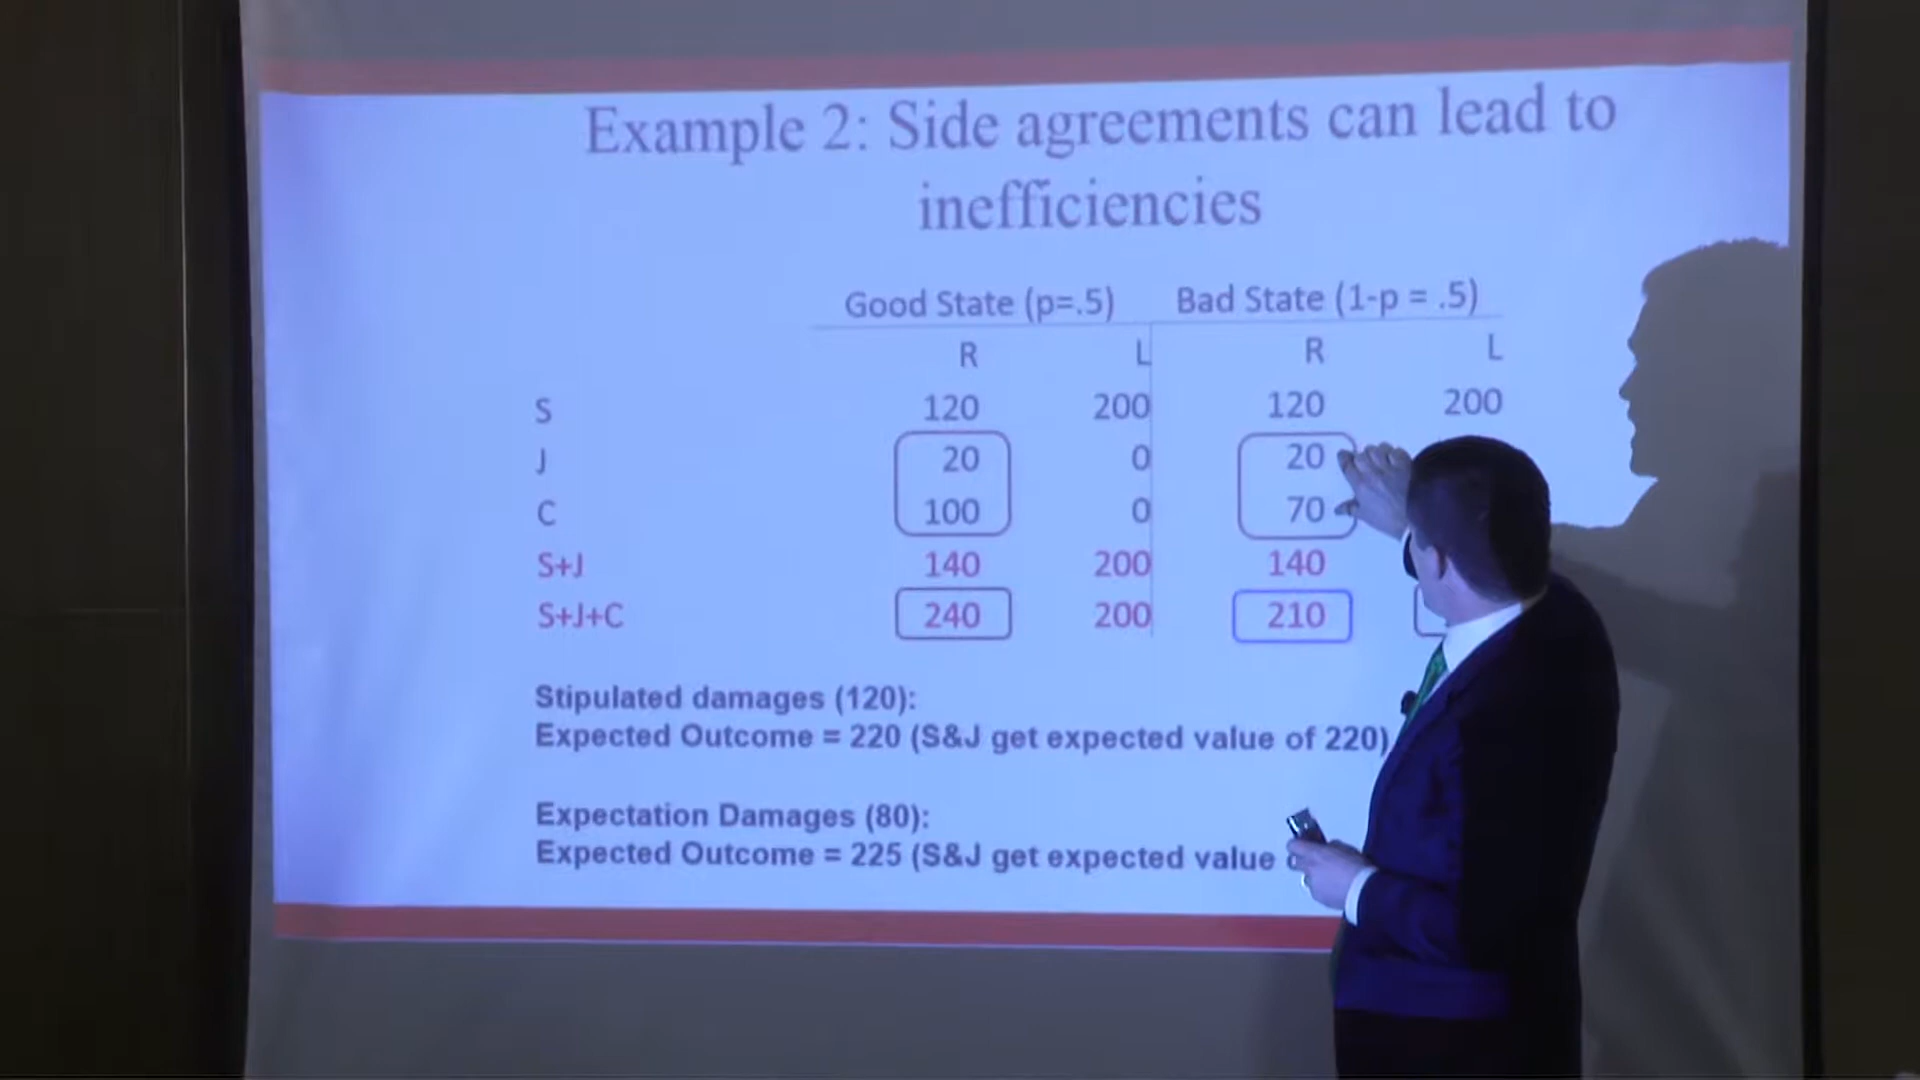 Example 2: Side agreements can lead to
inefficiencies
Good State (p=.5) Bad State (1-p = .5)
R L R L
S 120 200 120 200
J 20 0 20
C 100 0 70
S+J 140 200 140
S+J+C 240 200 210
Stipulated damages (120):
Expected Outcome = 220 (S&J get expected value of 220)
Expectation Damages (80):
Expected Outcome = 225 (S&J get expected value